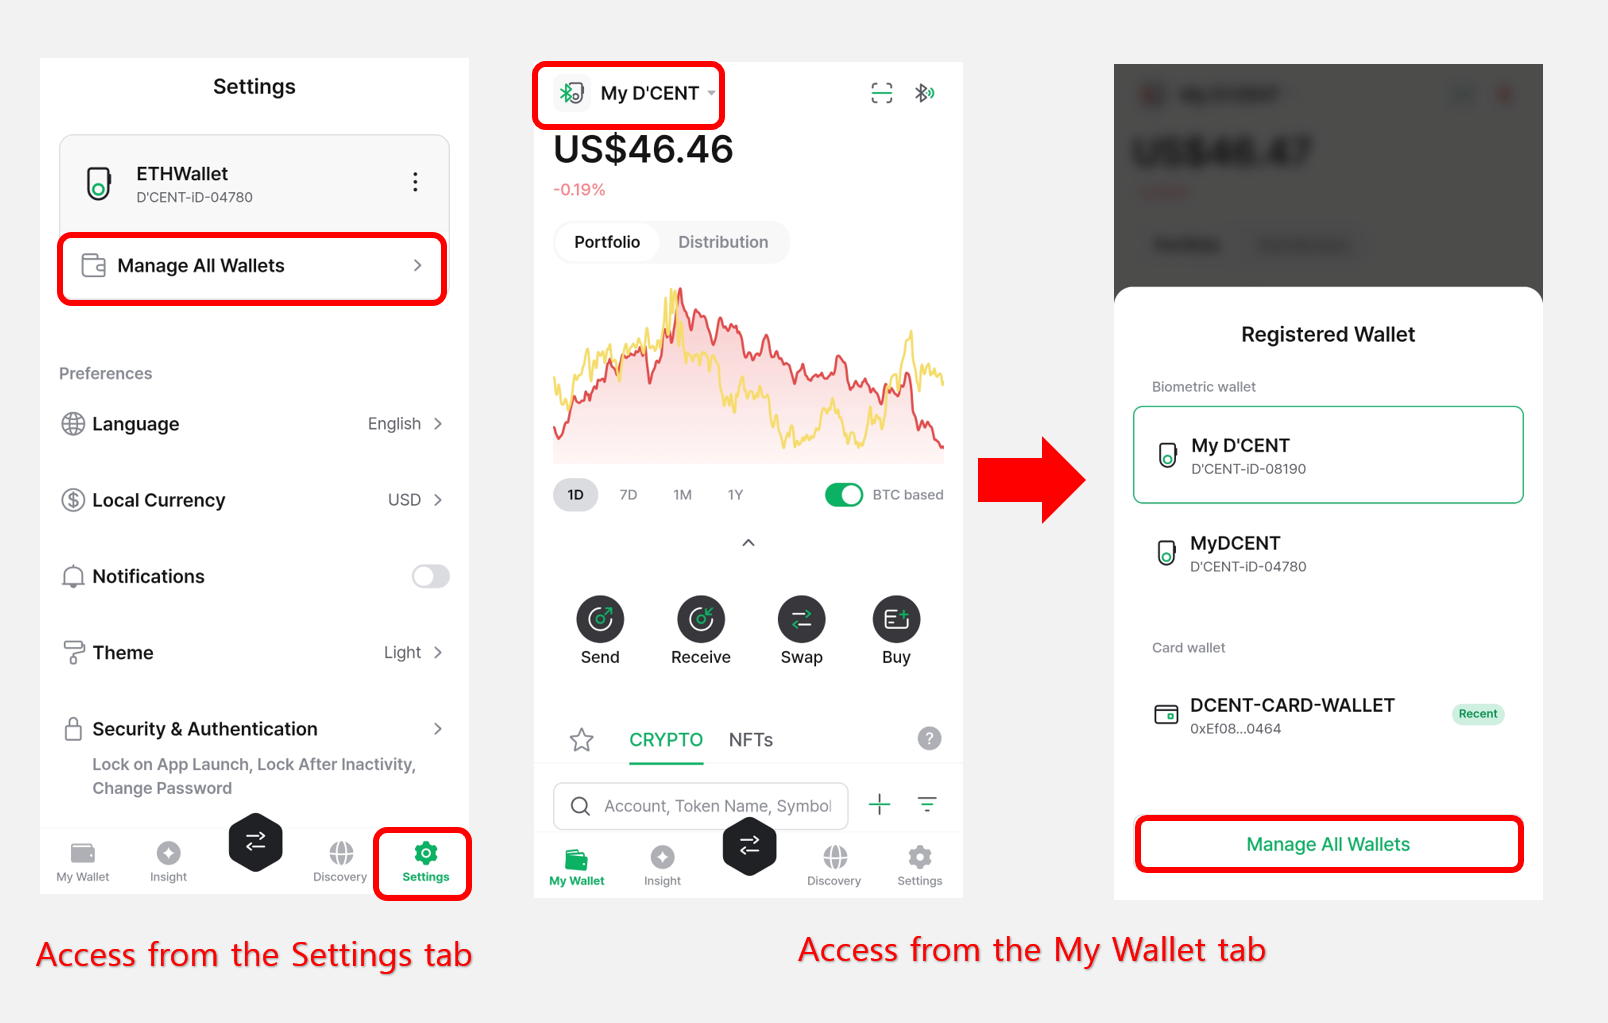 Settings
ETHWallet
D'CENT-iD-04780
Manage All Wallets
Preferences
Language English
Local Currency USD
Notifications
Theme Light
Security & Authentication
Lock on App Launch, Lock After Inactivity,
Change Password
My Wallet Insight Discovery Settings
Access from the Settings tab
My D'CENT
US$46.46
-0.19%
Portfolio Distribution
1D 7D 1M 1Y BTC based
Send Receive Swap Buy
CRYPTO NFTs ?
Account, Token Name, Symbol
My Wallet Insight Discovery Settings
US$46.47
Registered Wallet
Biometric wallet
My D'CENT
D'CENT-iD-08190
MyDCENT
D'CENT-iD-04780
Card wallet
DCENT-CARD-WALLET
0xEf08...0464
Recent
Manage All Wallets
Access from the My Wallet tab